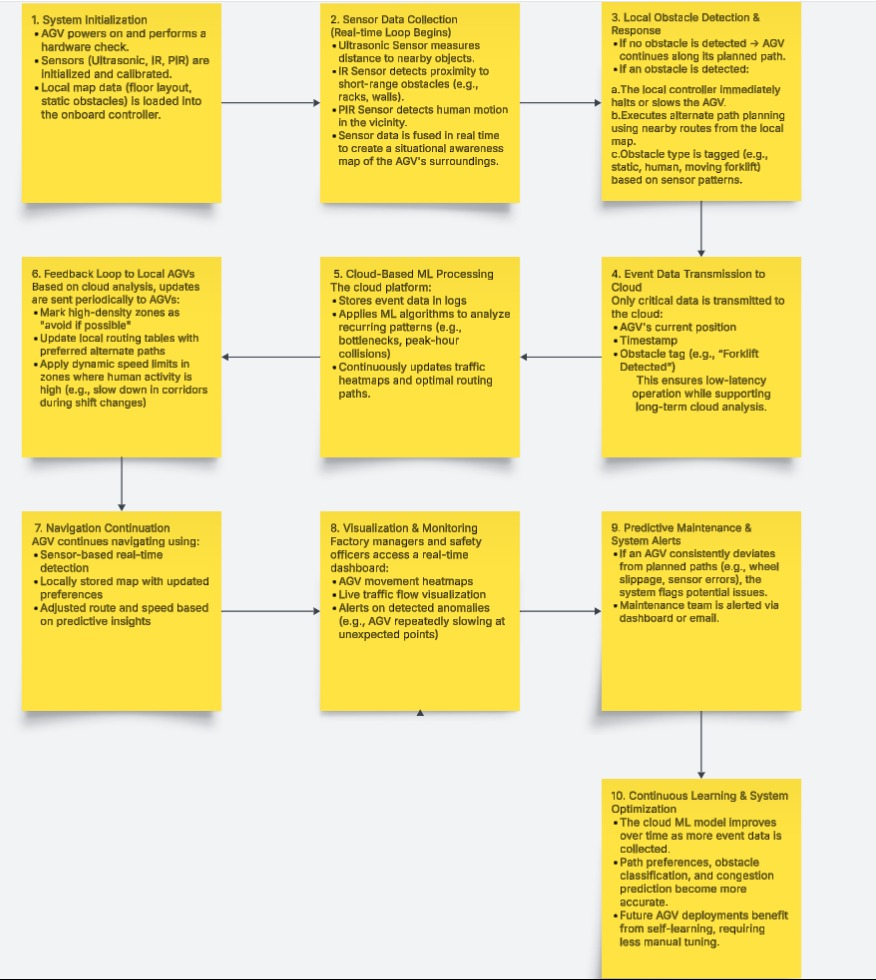 1. System Initialization
• AGV powers on and performs a
hardware check.
• Sensors (Ultrasonic, IR, PIR) are
initialized and calibrated.
• Local map data (floor layout,
static obstacles) is loaded into
the onboard controller.
2. Sensor Data Collection
(Real-time Loop Begins)
• Ultrasonic Sensor measures
distance to nearby objects.
• IR Sensor detects proximity to
short-range obstacles (e.g.,
racks, walls).
• PIR Sensor detects human motion
in the vicinity.
• Sensor data is fused in real time
to create a situational awareness
map of the AGV's surroundings.
3. Local Obstacle Detection &
Response
• If no obstacle is detected → AGV
continues along its planned path.
• If an obstacle is detected:
a.The local controller immediately
halts or slows the AGV.
b.Executes alternate path planning
using nearby routes from the local
map.
c.Obstacle type is tagged (e.g.,
static, human, moving forklift)
based on sensor patterns.
6. Feedback Loop to Local AGVs
Based on cloud analysis, updates
are sent periodically to AGVs:
• Mark high-density zones as
"avoid if possible"
• Update local routing tables with
preferred alternate paths
• Apply dynamic speed limits in
zones where human activity is
high (e.g., slow down in corridors
during shift changes)
5. Cloud-Based ML Processing
The cloud platform:
• Stores event data in logs
• Applies ML algorithms to analyze
recurring patterns (e.g.,
bottlenecks, peak-hour
collisions)
• Continuously updates traffic
heatmaps and optimal routing
paths.
4. Event Data Transmission to
Cloud
Only critical data is transmitted to
the cloud:
• AGV's current position
• Timestamp
• Obstacle tag (e.g., "Forklift
Detected")
This ensures low-latency
operation while supporting
long-term cloud analysis.
7. Navigation Continuation
AGV continues navigating using:
• Sensor-based real-time
detection
• Locally stored map with updated
preferences
• Adjusted route and speed based
on predictive insights
8. Visualization & Monitoring
Factory managers and safety
officers access a real-time
dashboard:
• AGV movement heatmaps
• Live traffic flow visualization
• Alerts on detected anomalies
(e.g., AGV repeatedly slowing at
unexpected points)
9. Predictive Maintenance &
System Alerts
• If an AGV consistently deviates
from planned paths (e.g., wheel
slippage, sensor errors), the
system flags potential issues.
• Maintenance team is alerted via
dashboard or email.
10. Continuous Learning & System
Optimization
• The cloud ML model improves
over time as more event data is
collected.
• Path preferences, obstacle
classification, and congestion
prediction become more
accurate.
• Future AGV deployments benefit
from self-learning, requiring
less manual tuning.